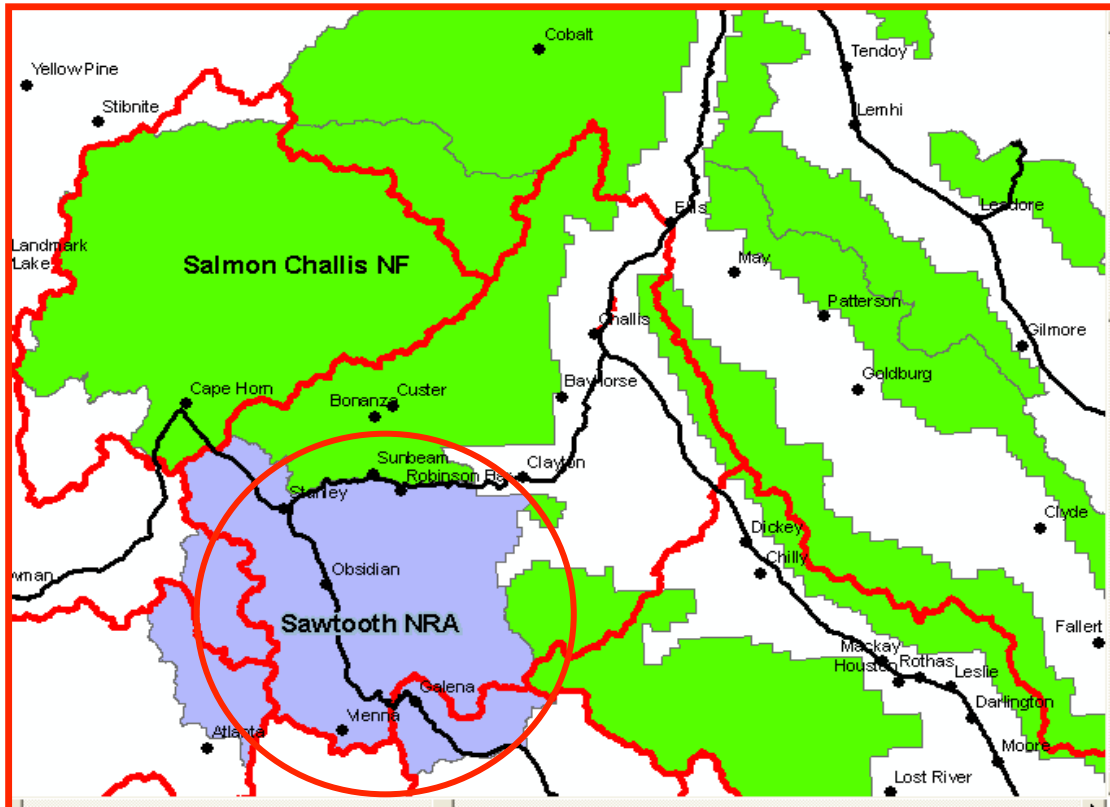 Cobalt
Tendoy
Yellow Pine
Stibnite
Lemhi
Leadore
Ellis
Landmark
Lake
Salmon Challis NF
May
Patterson
Challis
Gilmore
Goldburg
Cape Horn
Custer
Bonanza
Bayhorse
Sunbeam
Robinson Bar
Clayton
Stanley
Clyde
Dickey
Chilly
wman
Obsidian
Sawtooth NRA
Fallert
Mackay
Houston
Rothas
Leslie
Galena
Darlington
Vienna
Atlanta
Moore
Lost River